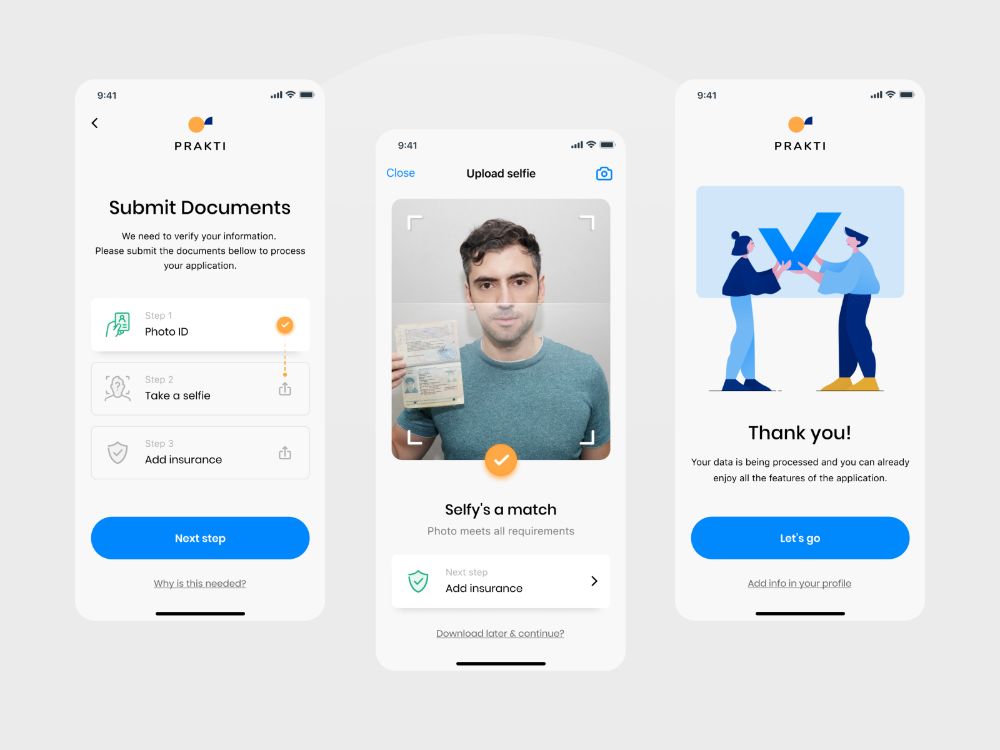 9:41
PRAKTI
Submit Documents
We need to verify your information.
Please submit the documents bellow to process
your application.
Step 1
Photo ID
Step 2
Take a selfie
Step 3
Add insurance
Next step
Why is this needed?
9:41
Close
Upload selfie
Selfy's a match
Photo meets all requirements
Next step
Add insurance
Download later & continue?
9:41
PRAKTI
Thank you!
Your data is being processed and you can already
enjoy all the features of the application.
Let's go
Add info in your profile